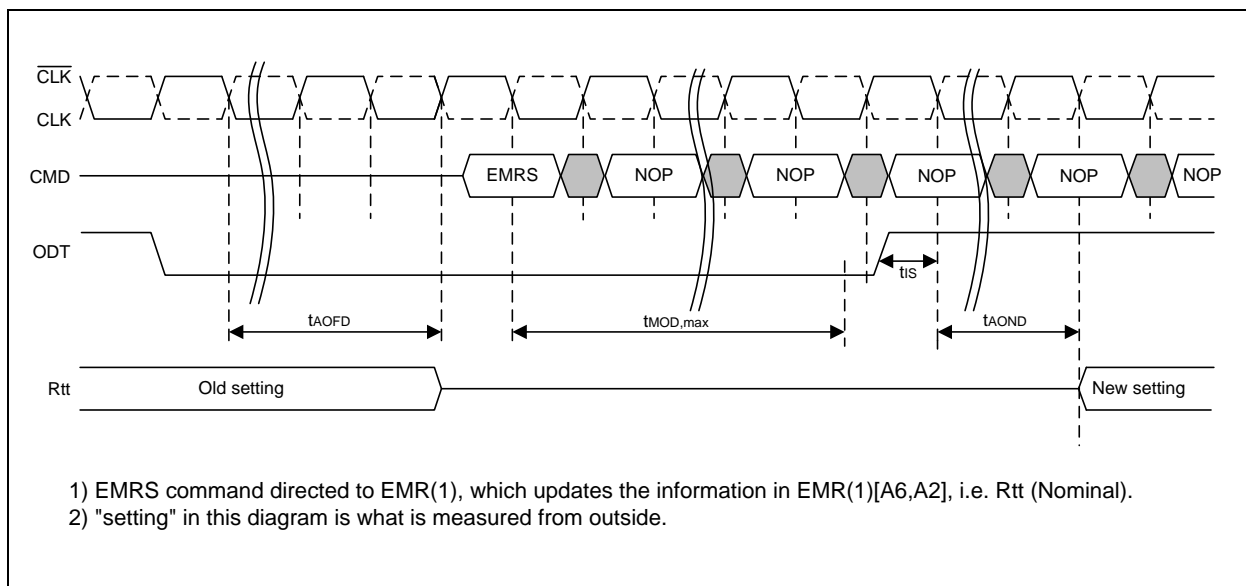 CLK
CLK
CMD
EMRS
NOP
NOP
NOP
NOP
NOP
ODT
tIS
tAOFD
tMOD,max
tAOND
Rtt
Old setting
New setting
1) EMRS command directed to EMR(1), which updates the information in EMR(1)[A6,A2], i.e. Rtt (Nominal).
2) "setting" in this diagram is what is measured from outside.